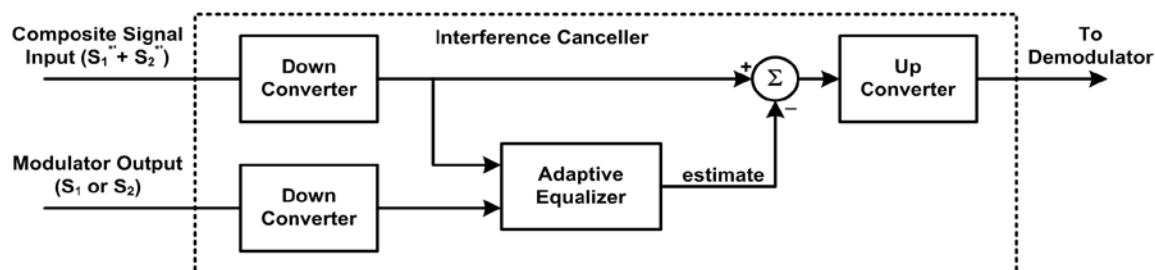 Composite Signal
Input (S₁*' + S₂*')
Interference Canceller
Down
Converter
+
Σ
−
Up
Converter
To
Demodulator
Modulator Output
(S₁ or S₂)
Down
Converter
Adaptive
Equalizer
estimate